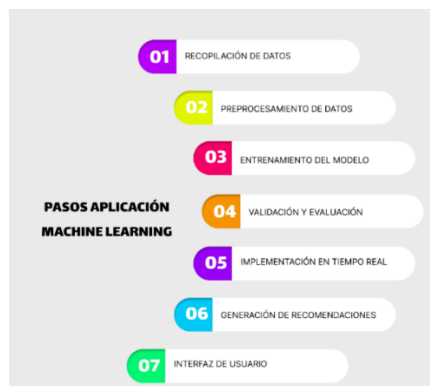 01 RECOPILACIÓN DE DATOS
02 PREPROCESAMIENTO DE DATOS
03 ENTRENAMIENTO DEL MODELO
PASOS APLICACIÓN
MACHINE LEARNING
04 VALIDACIÓN Y EVALUACIÓN
05 IMPLEMENTACIÓN EN TIEMPO REAL
06 GENERACIÓN DE RECOMENDACIONES
07 INTERFAZ DE USUARIO